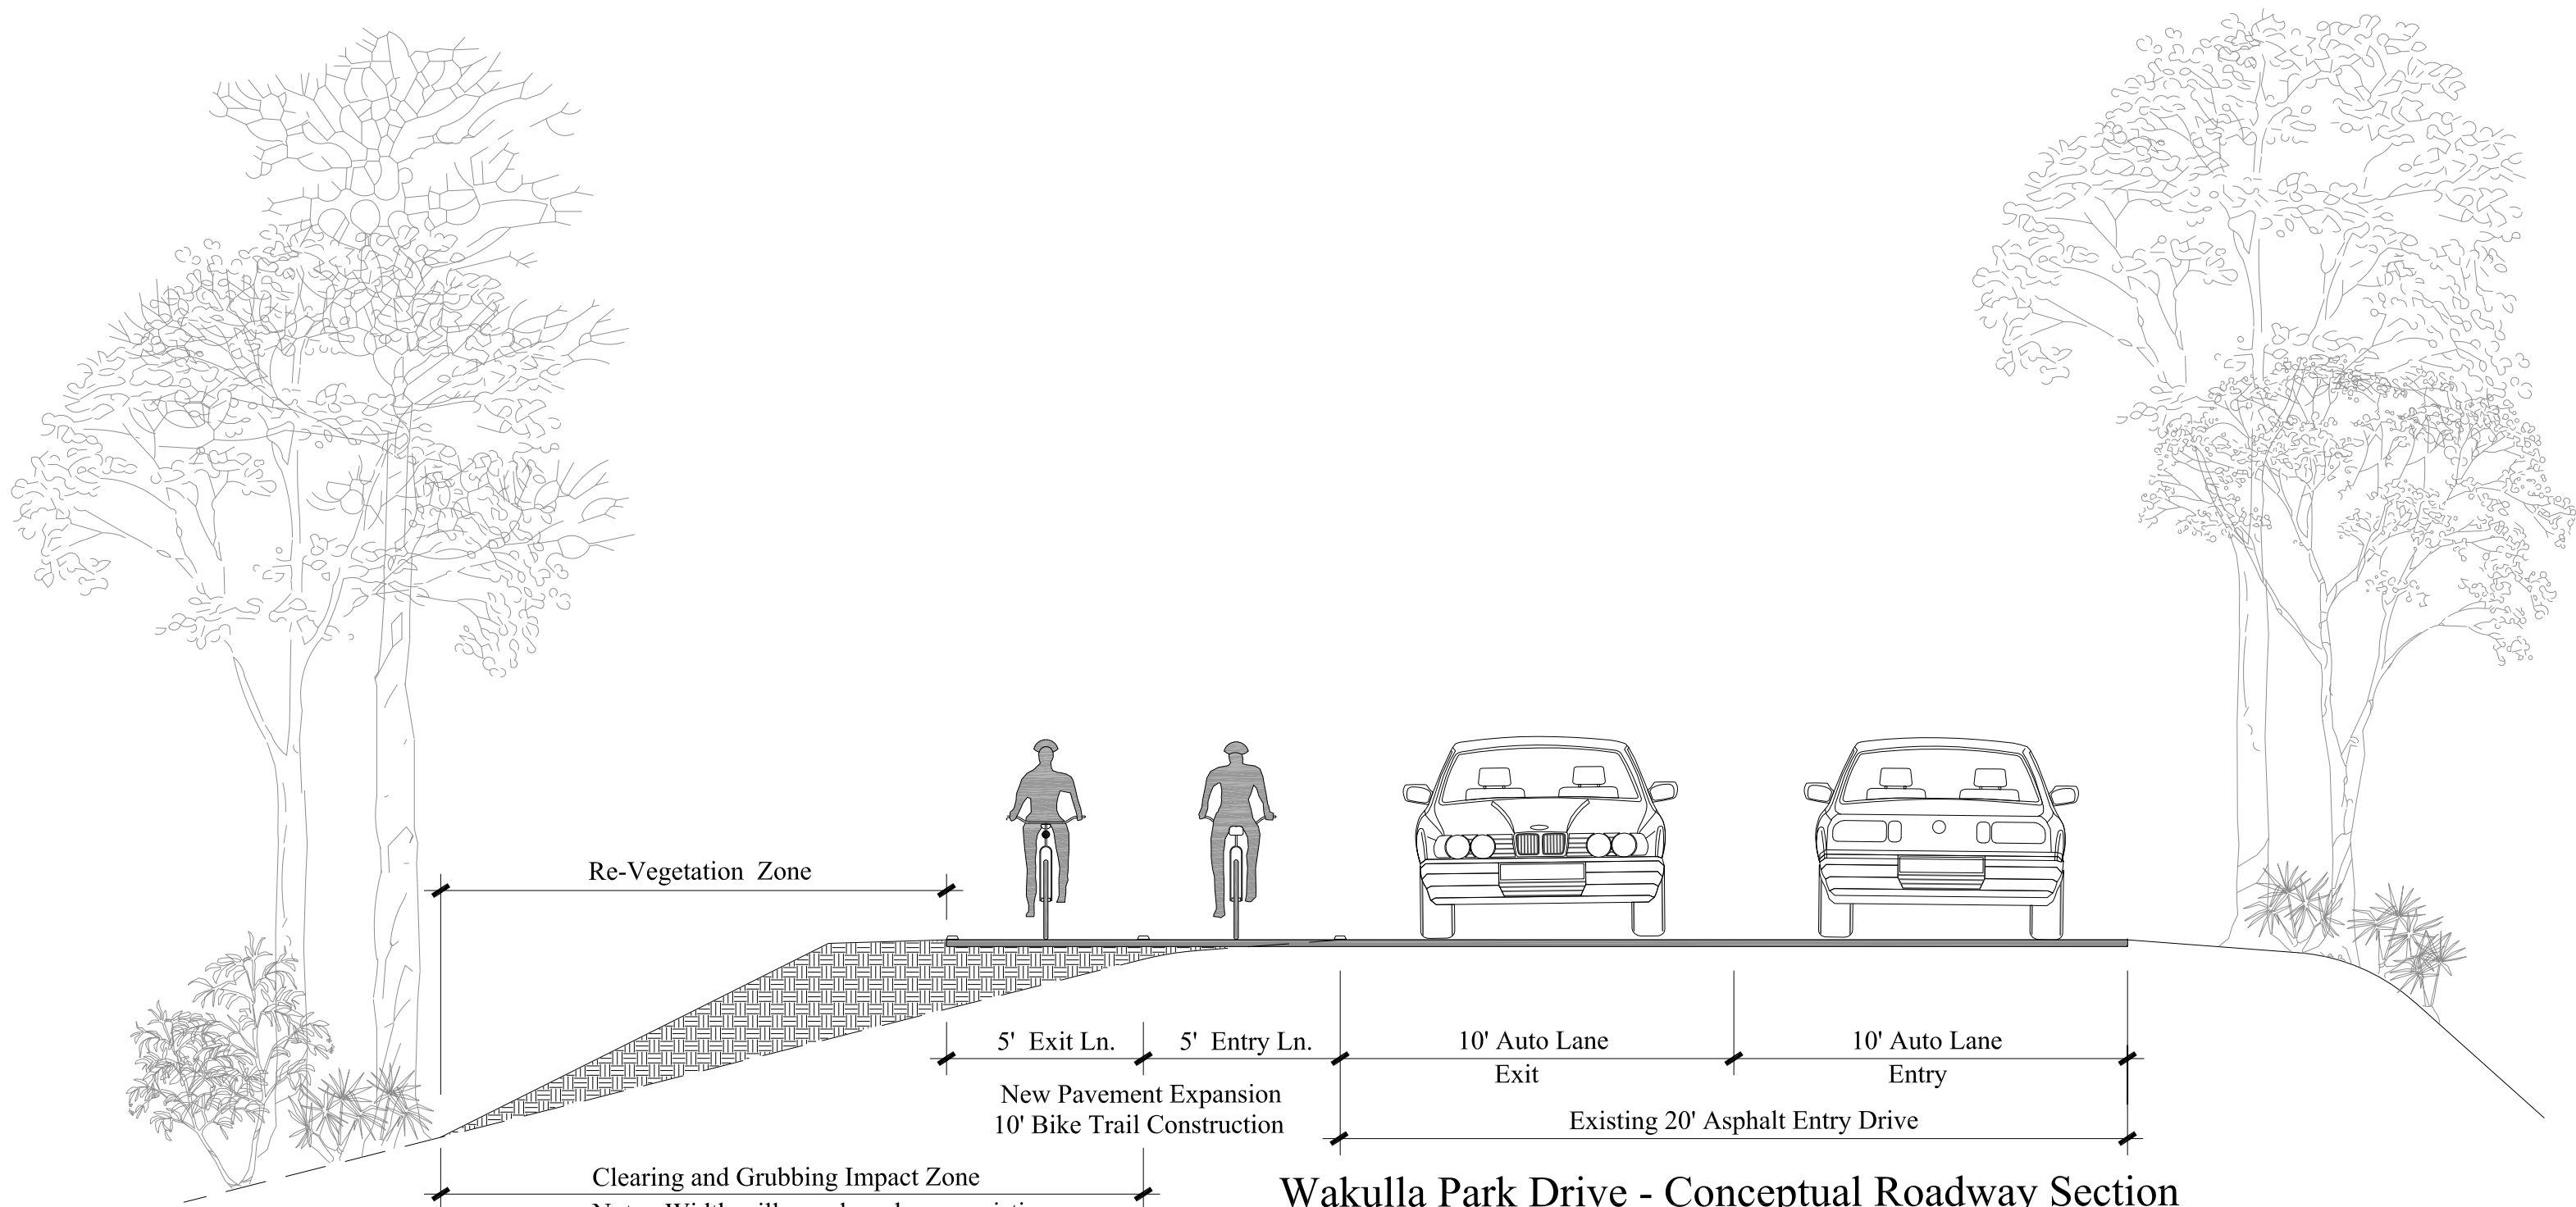 Re-Vegetation Zone
5' Exit Ln.
5' Entry Ln.
10' Auto Lane
Exit
10' Auto Lane
Entry
New Pavement Expansion
10' Bike Trail Construction
Existing 20' Asphalt Entry Drive
Clearing and Grubbing Impact Zone
Wakulla Park Drive - Conceptual Roadway Section